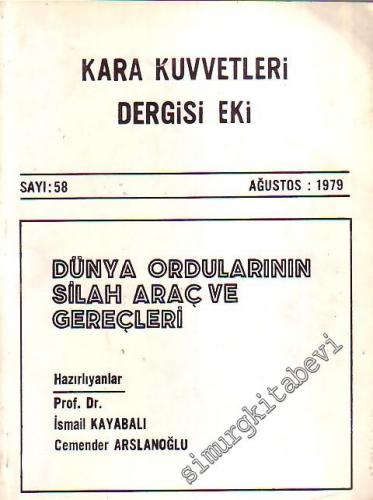 KARA KUVVETLERİ
DERGİSİ EKİ
SAYI: 58 AĞUSTOS : 1979
DÜNYA ORDULARININ
SİLAH ARAÇ VE
GEREÇLERİ
Hazırlıyanlar
Prof. Dr.
İsmail KAYABALI
Cemender ARSLANOĞLU
simurgkitabevi